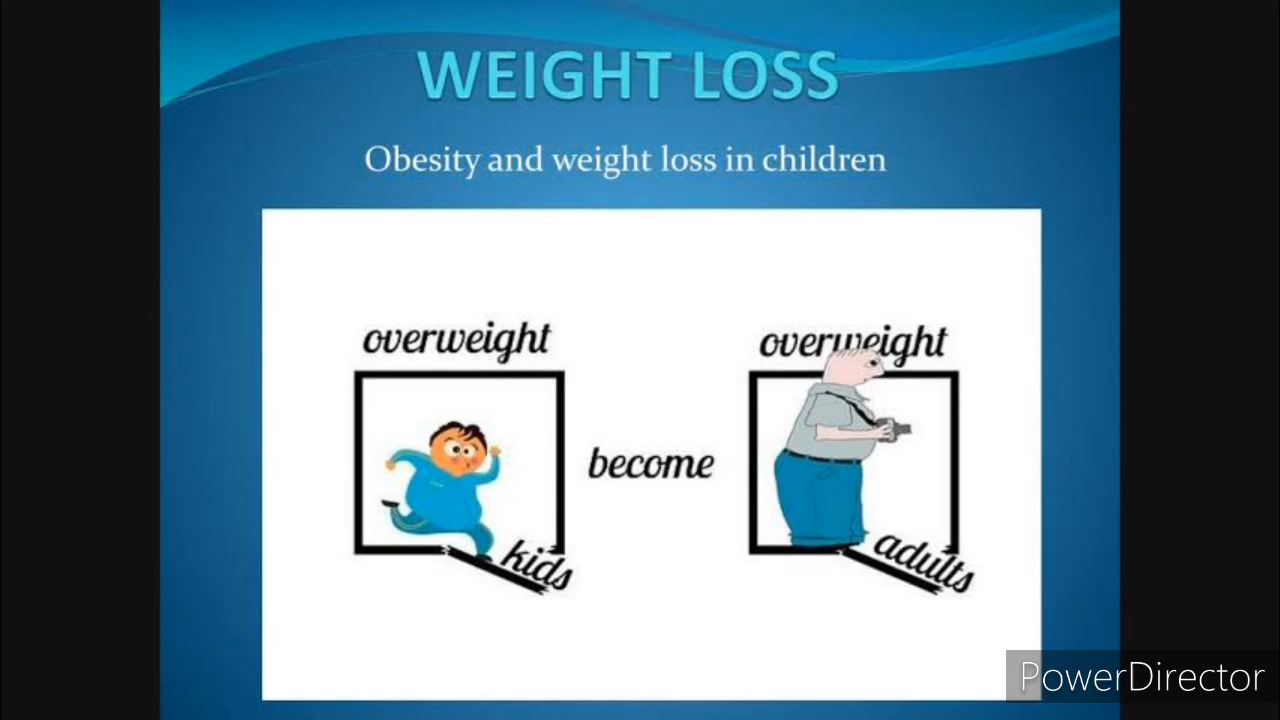 WEIGHT LOSS
Obesity and weight loss in children
overweight
kids
become
overweight
adults
PowerDirector